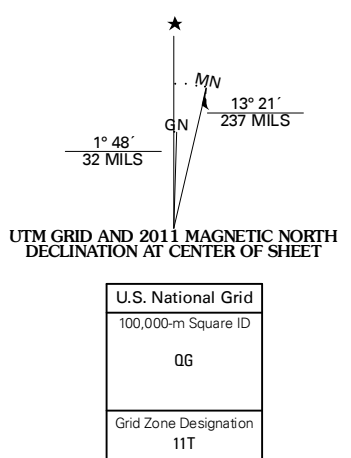 ★
MN
GN
13° 21´
237 MILS
1° 48´
32 MILS
UTM GRID AND 2011 MAGNETIC NORTH
DECLINATION AT CENTER OF SHEET
U.S. National Grid
100,000-m Square ID
QG
Grid Zone Designation
11T